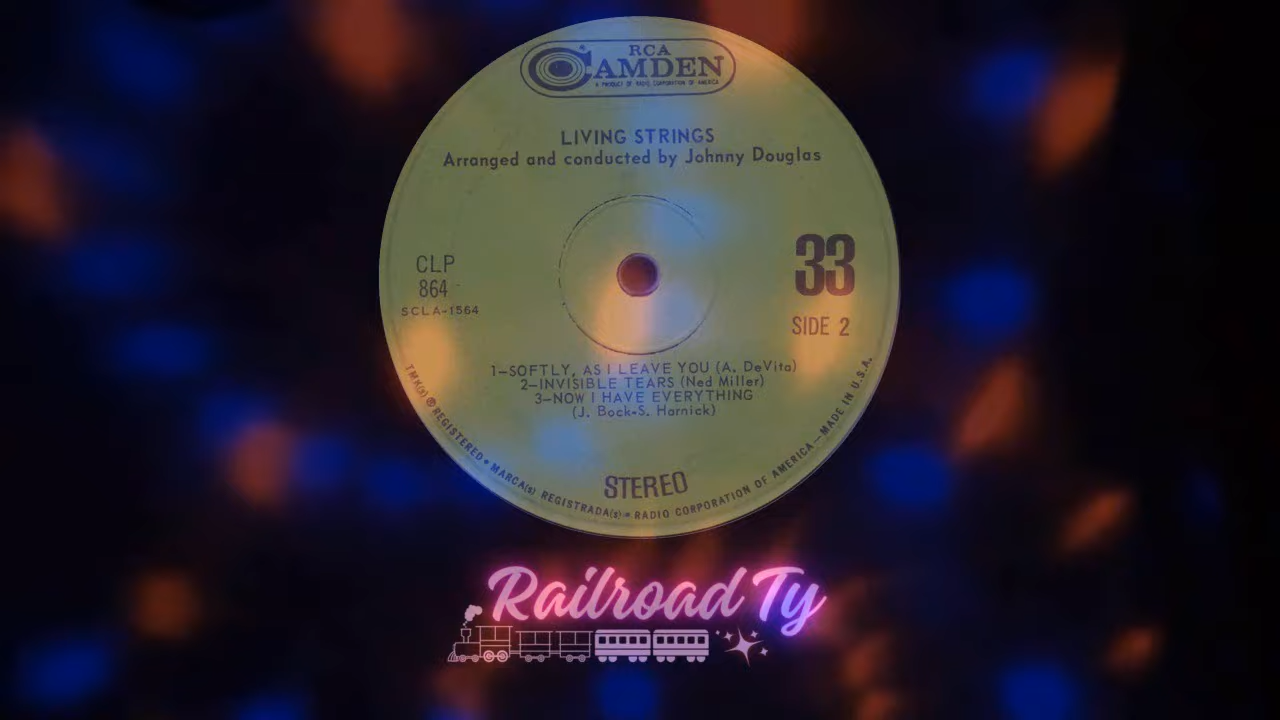 RCA
CAMDEN
A PRODUCT OF RADIO CORPORATION OF AMERICA
LIVING STRINGS
Arranged and conducted by Johnny Douglas
CLP
864
SCLA-1564
33
SIDE 2
1—SOFTLY, AS I LEAVE YOU (A. DeVita)
2—INVISIBLE TEARS (Ned Miller)
3—NOW I HAVE EVERYTHING
(J. Bock-S. Harnick)
STEREO
TMK(s) ® REGISTERED • MARCA(s) REGISTRADA(s) • RADIO CORPORATION OF AMERICA—MADE IN U.S.A.
Railroad Ty